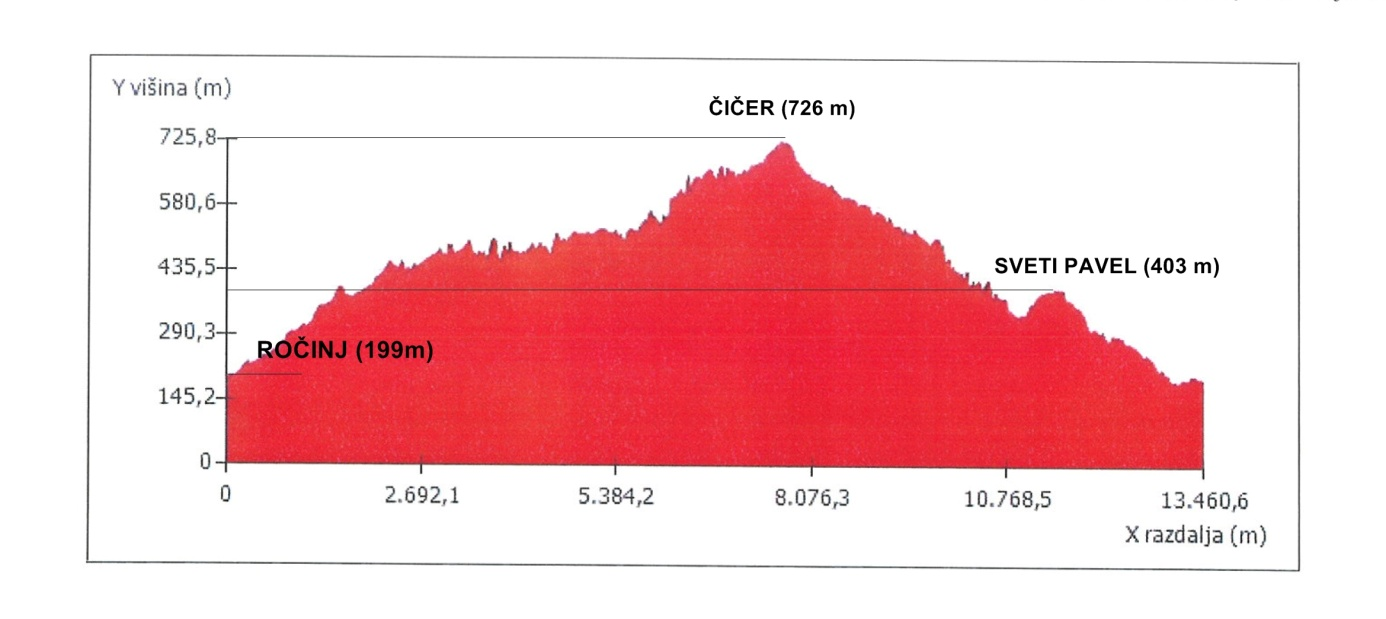 Y višina (m)
ČIČER (726 m)
725,8
580,6
435,5
SVETI PAVEL (403 m)
290,3
ROČINJ (199m)
145,2
0
0 2.692,1 5.384,2 8.076,3 10.768,5 13.460,6
X razdalja (m)